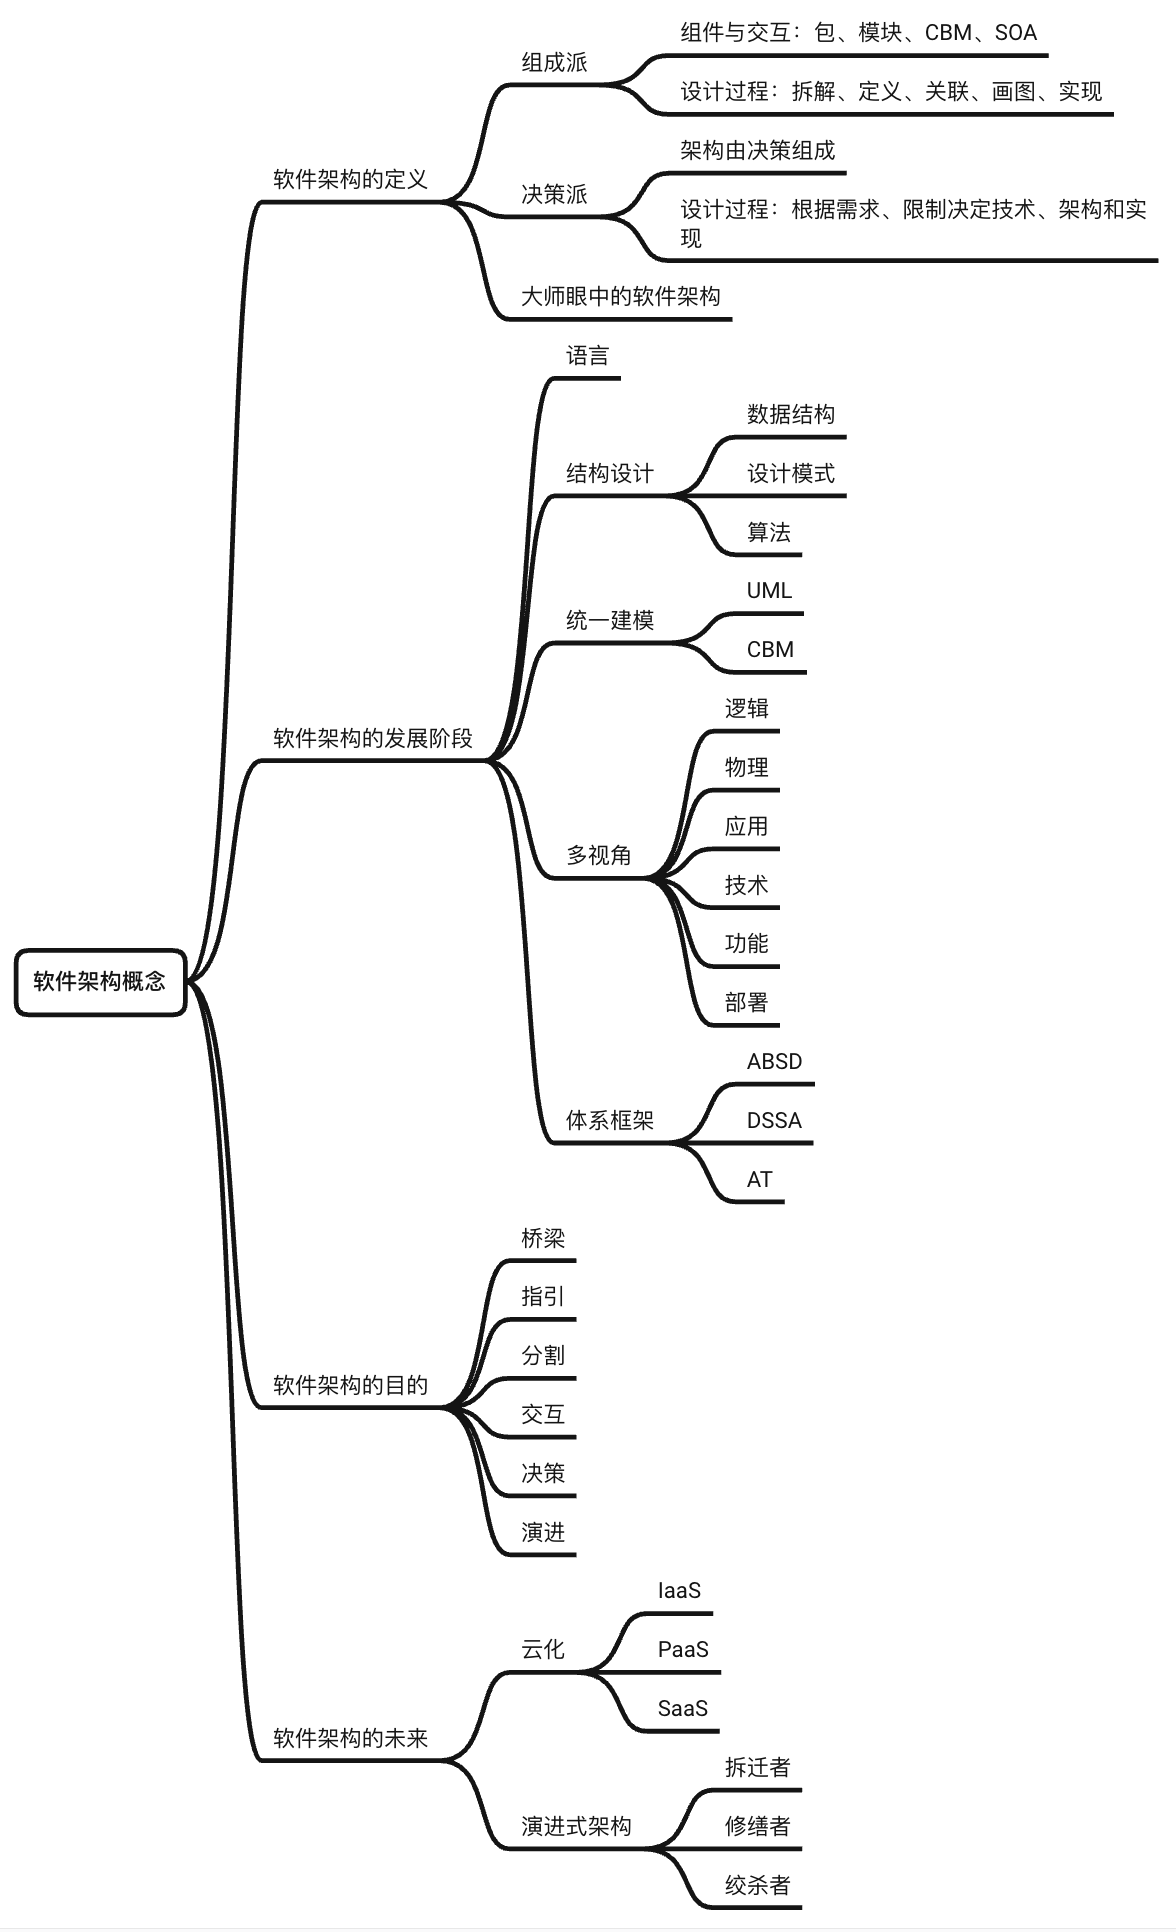 组件与交互：包、模块、CBM、SOA
组成派
设计过程：拆解、定义、关联、画图、实现
架构由决策组成
软件架构的定义
决策派
设计过程：根据需求、限制决定技术、架构和实
现
大师眼中的软件架构
语言
数据结构
结构设计
设计模式
算法
UML
统一建模
CBM
逻辑
软件架构的发展阶段
物理
应用
多视角
技术
功能
软件架构概念
部署
ABSD
体系框架
DSSA
AT
桥梁
指引
分割
软件架构的目的
交互
决策
演进
IaaS
云化
PaaS
SaaS
软件架构的未来
拆迁者
演进式架构
修缮者
绞杀者